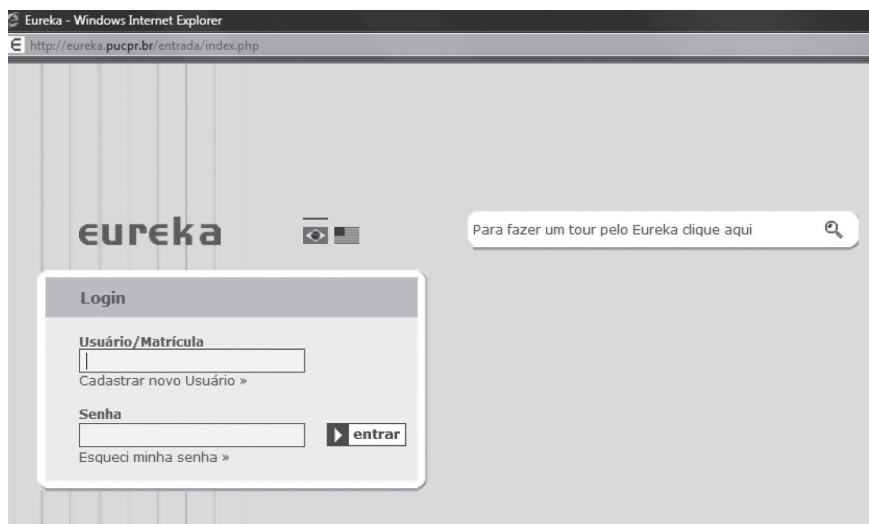 Eureka - Windows Internet Explorer
http://eureka.pucpr.br/entrada/index.php
eureka
Para fazer um tour pelo Eureka clique aqui
Login
Usuário/Matrícula
Cadastrar novo Usuário »
Senha
entrar
Esqueci minha senha »